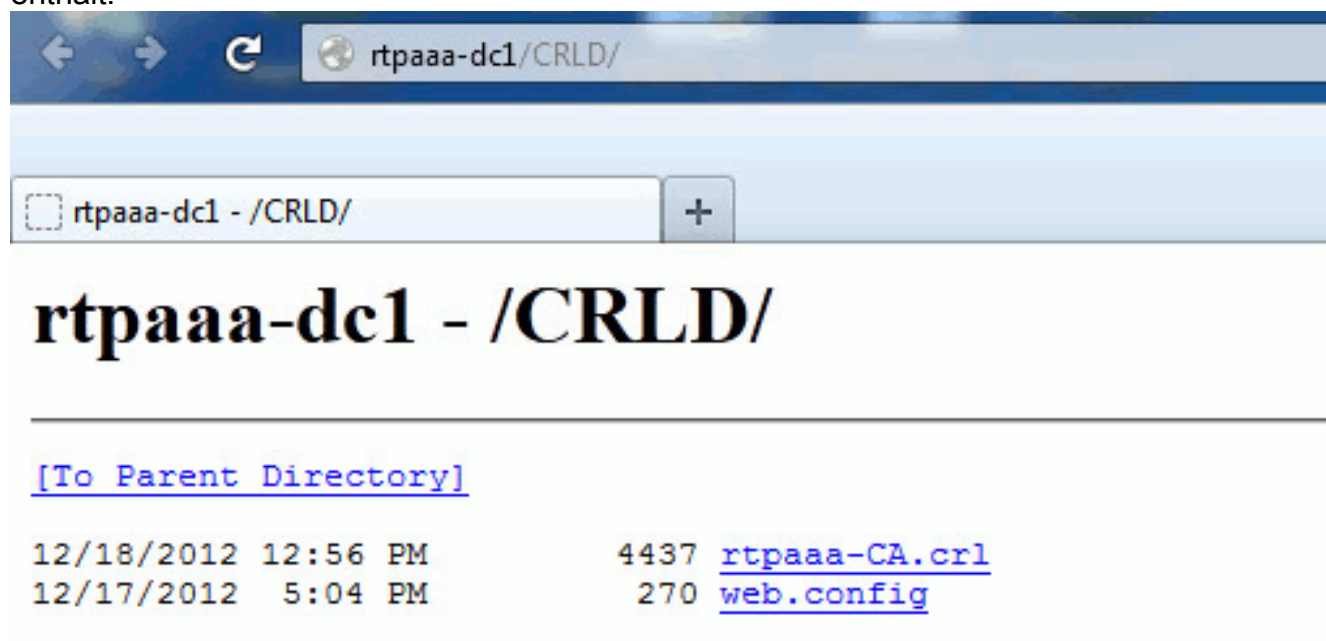 enthält.
rtpaaa-dc1/CRLD/
rtpaaa-dc1 - /CRLD/
rtpaaa-dc1 - /CRLD/
[To Parent Directory]
12/18/2012 12:56 PM 4437 rtpaaa-CA.crl
12/17/2012 5:04 PM 270 web.config